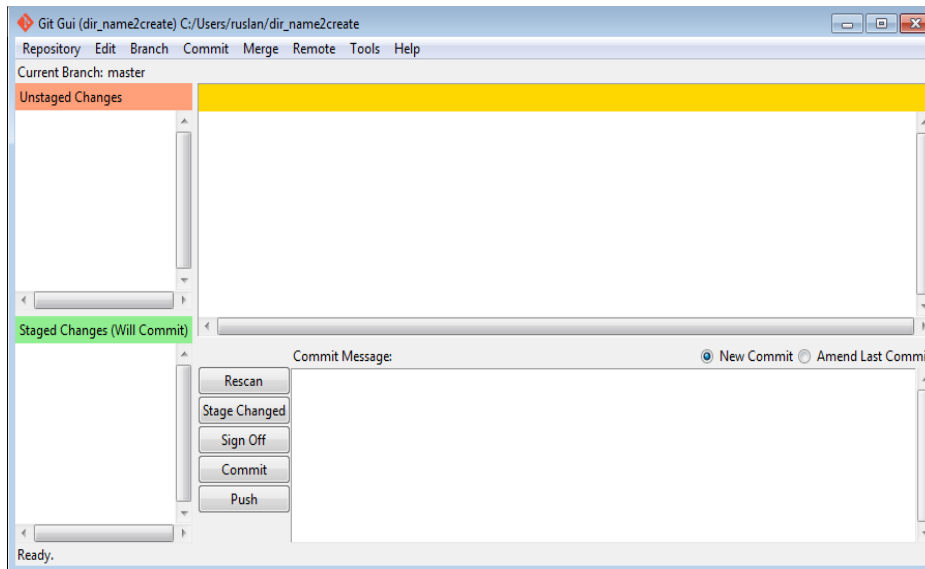 Git Gui (dir_name2create) C:/Users/ruslan/dir_name2create
Repository Edit Branch Commit Merge Remote Tools Help
Current Branch: master
Unstaged Changes
Staged Changes (Will Commit)
Commit Message:
New Commit
Amend Last Commi
Rescan
Stage Changed
Sign Off
Commit
Push
Ready.